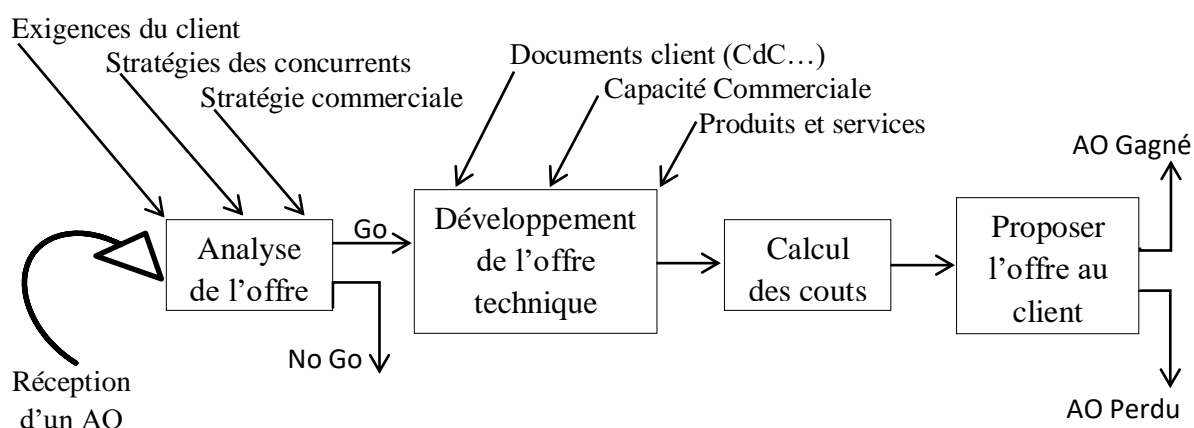 Exigences du client
Stratégies des concurrents
Stratégie commerciale
Documents client (CdC…)
Capacité Commerciale
Produits et services
Réception
d’un AO
Analyse
de l’offre
Go
No Go
Développement
de l’offre
technique
Calcul
des couts
Proposer
l’offre au
client
AO Gagné
AO Perdu